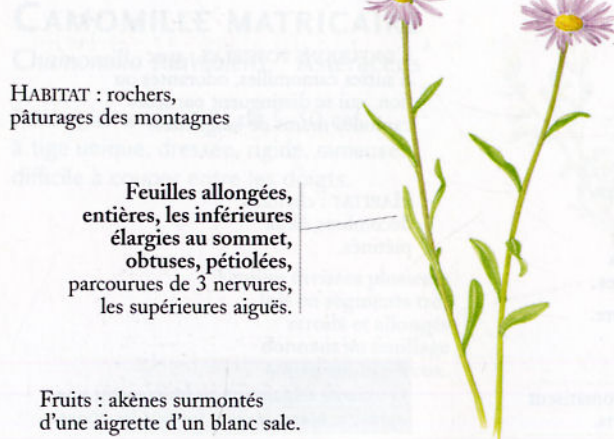 HABITAT : rochers,
pâturages des montagnes
Feuilles allongées,
entières, les inférieures
élargies au sommet,
obtuses, pétiolées,
parcourues de 3 nervures,
les supérieures aiguës.
Fruits : akènes surmontés
d'une aigrette d'un blanc sale.